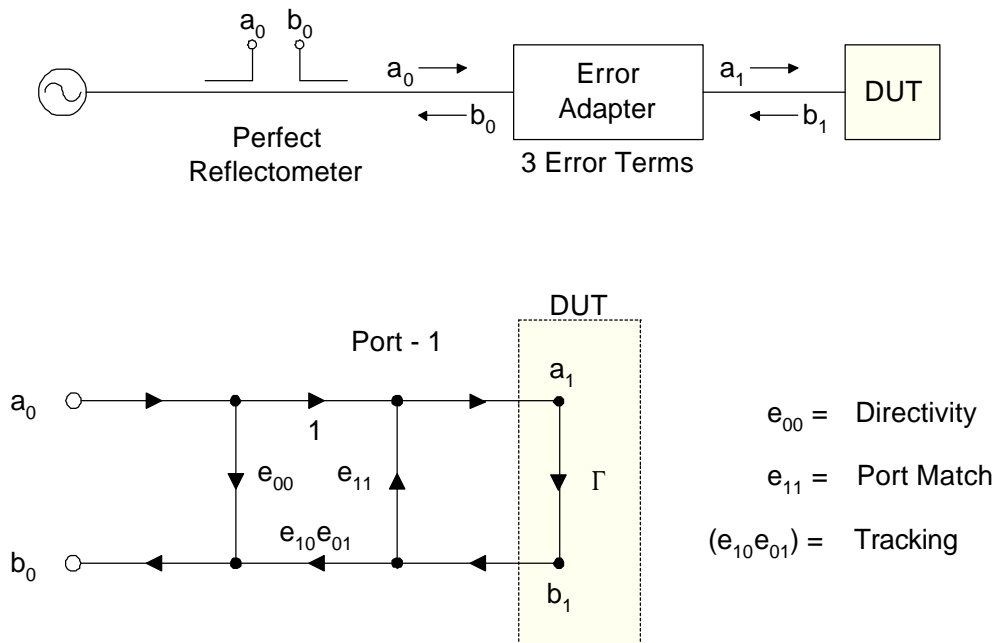 a0 b0
a0
b0
Error
Adapter
a1
b1
DUT
Perfect
Reflectometer
3 Error Terms
DUT
Port - 1
a1
a0
1
e00
e11
Γ
e10e01
b0
b1
e00 = Directivity
e11 = Port Match
(e10e01) = Tracking